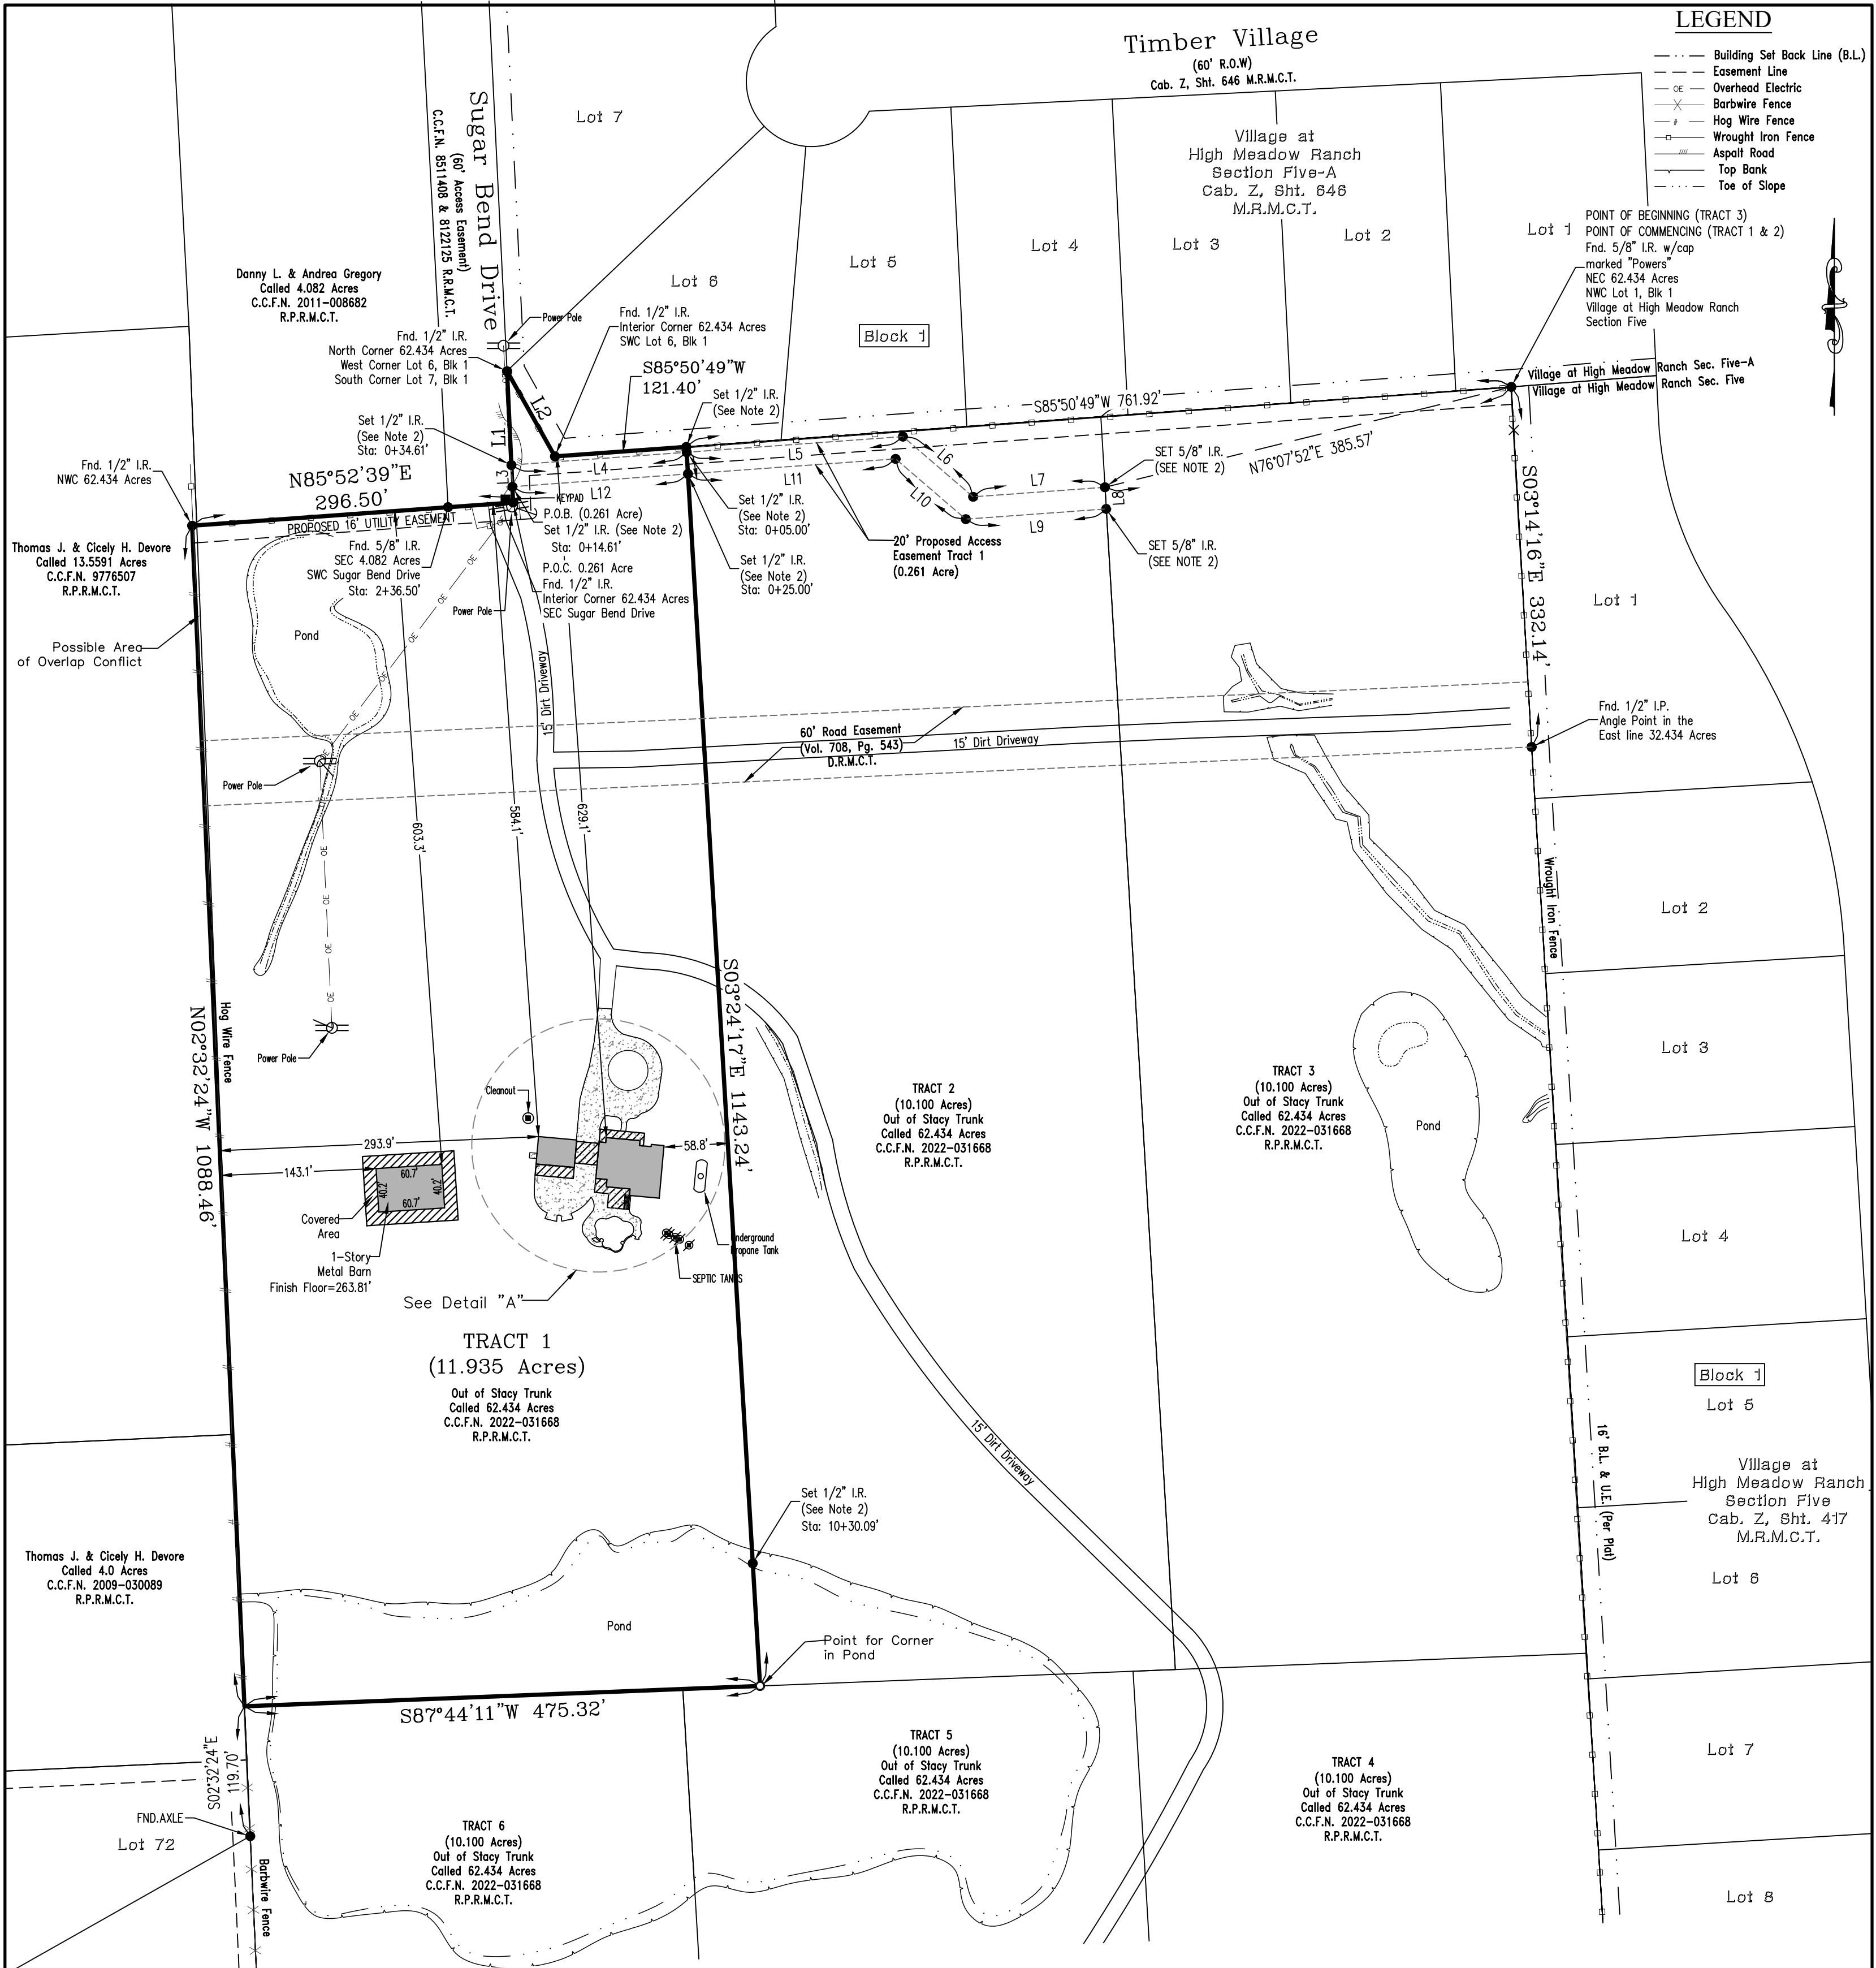 LEGEND
Building Set Back Line (B.L.)
Easement Line
OE Overhead Electric
Barbwire Fence
Hog Wire Fence
Wrought Iron Fence
Aspalt Road
Top Bank
Toe of Slope
Timber Village
(60' R.O.W)
Cab. Z, Sht. 646 M.R.M.C.T.
Sugar Bend Drive
(60' Access Easement)
C.C.F.N. 8511408 & 8122125 R.R.M.C.T.
Lot 7
Lot 6
Lot 5
Lot 4
Lot 3
Lot 2
Lot 1
Block 1
Village at
High Meadow Ranch
Section Five-A
Cab. Z, Sht. 646
M.R.M.C.T.
POINT OF BEGINNING (TRACT 3)
POINT OF COMMENCING (TRACT 1 & 2)
Fnd. 5/8" I.R. w/cap
marked "Powers"
NEC 62.434 Acres
NWC Lot 1, Blk 1
Village at High Meadow Ranch
Section Five
Village at High Meadow Ranch Sec. Five-A
Village at High Meadow Ranch Sec. Five
Danny L. & Andrea Gregory
Called 4.082 Acres
C.C.F.N. 2011-008682
R.P.R.M.C.T.
Fnd. 1/2" I.R.
North Corner 62.434 Acres
West Corner Lot 6, Blk 1
South Corner Lot 7, Blk 1
Power Pole
Fnd. 1/2" I.R.
Interior Corner 62.434 Acres
SWC Lot 6, Blk 1
S85°50'49"W
121.40'
Set 1/2" I.R.
(See Note 2)
S85°50'49"W 761.92'
N76°07'52"E 385.57'
Set 1/2" I.R.
(See Note 2)
Sta: 0+34.61'
L1
L2
L4
L5
L6
L7
L8
L9
L10
L11
L12
Fnd. 1/2" I.R.
NWC 62.434 Acres
N85°52'39"E
296.50'
PROPOSED 16' UTILITY EASEMENT
KEYPAD
P.O.B. (0.261 Acre)
Set 1/2" I.R. (See Note 2)
Sta: 0+14.61'
P.O.C. 0.261 Acre
Fnd. 1/2" I.R.
Interior Corner 62.434 Acres
SEC Sugar Bend Drive
Fnd. 5/8" I.R.
SEC 4.082 Acres
SWC Sugar Bend Drive
Sta: 2+36.50'
Power Pole
Set 1/2" I.R.
(See Note 2)
Sta: 0+05.00'
Set 1/2" I.R.
(See Note 2)
Sta: 0+25.00'
20' Proposed Access
Easement Tract 1
(0.261 Acre)
SET 5/8" I.R.
(SEE NOTE 2)
SET 5/8" I.R.
(SEE NOTE 2)
Thomas J. & Cicely H. Devore
Called 13.5591 Acres
C.C.F.N. 9776507
R.P.R.M.C.T.
Possible Area
of Overlap Conflict
Pond
OE
OE
OE
OE
OE
OE
OE
OE
S03°14'16"E 332.14'
Lot 1
Fnd. 1/2" I.P.
Angle Point in the
East line 32.434 Acres
60' Road Easement
(Vol. 708, Pg. 543)
D.R.M.C.T.
15' Dirt Driveway
15' Dirt Driveway
Power Pole
603.3'
584.1'
629.1'
Wrought Iron Fence
Lot 2
Lot 3
Lot 4
N02°32'24"W 1088.46'
Hog Wire Fence
Power Pole
S03°24'17"E 1143.24'
Cleanout
293.9'
143.1'
58.8'
60.7'
40.2'
40.2'
60.7'
Covered
Area
1-Story
Metal Barn
Finish Floor=263.81'
Underground
Propane Tank
SEPTIC TANKS
See Detail "A"
TRACT 1
(11.935 Acres)
Out of Stacy Trunk
Called 62.434 Acres
C.C.F.N. 2022-031668
R.P.R.M.C.T.
TRACT 2
(10.100 Acres)
Out of Stacy Trunk
Called 62.434 Acres
C.C.F.N. 2022-031668
R.P.R.M.C.T.
TRACT 3
(10.100 Acres)
Out of Stacy Trunk
Called 62.434 Acres
C.C.F.N. 2022-031668
R.P.R.M.C.T.
Pond
Block 1
Lot 5
Village at
High Meadow Ranch
Section Five
Cab. Z, Sht. 417
M.R.M.C.T.
Lot 6
Lot 7
Lot 8
16' B.L. & U.E. (Per Plat)
15' Dirt Driveway
Set 1/2" I.R.
(See Note 2)
Sta: 10+30.09'
Thomas J. & Cicely H. Devore
Called 4.0 Acres
C.C.F.N. 2009-030089
R.P.R.M.C.T.
Pond
Point for Corner
in Pond
S87°44'11"W 475.32'
S02°32'24"E
119.70'
FND.AXLE
Lot 72
Barbwire Fence
TRACT 5
(10.100 Acres)
Out of Stacy Trunk
Called 62.434 Acres
C.C.F.N. 2022-031668
R.P.R.M.C.T.
TRACT 4
(10.100 Acres)
Out of Stacy Trunk
Called 62.434 Acres
C.C.F.N. 2022-031668
R.P.R.M.C.T.
TRACT 6
(10.100 Acres)
Out of Stacy Trunk
Called 62.434 Acres
C.C.F.N. 2022-031668
R.P.R.M.C.T.